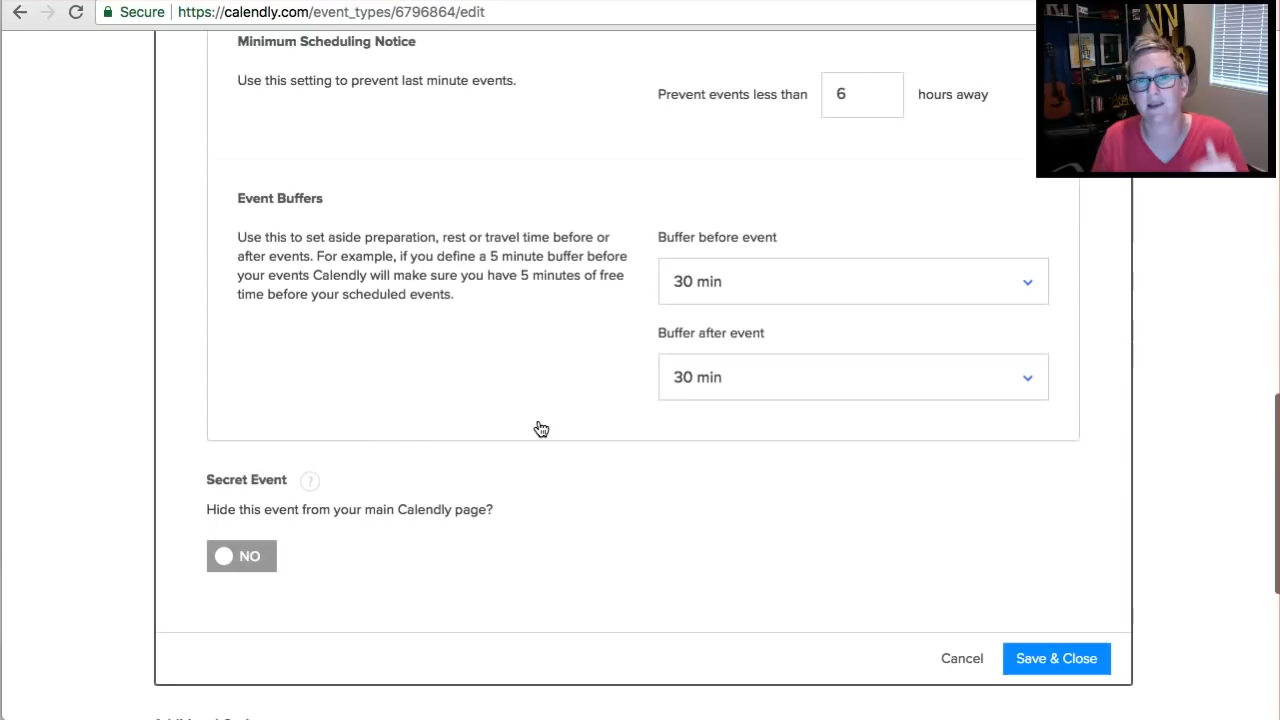 Secure
https://calendly.com/event_types/6796864/edit
Minimum Scheduling Notice
Use this setting to prevent last minute events.
Prevent events less than 6 hours away
Event Buffers
Use this to set aside preparation, rest or travel time before or
after events. For example, if you define a 5 minute buffer before
your events Calendly will make sure you have 5 minutes of free
time before your scheduled events.
Buffer before event
30 min
Buffer after event
30 min
Secret Event ?
Hide this event from your main Calendly page?
NO
Cancel
Save & Close